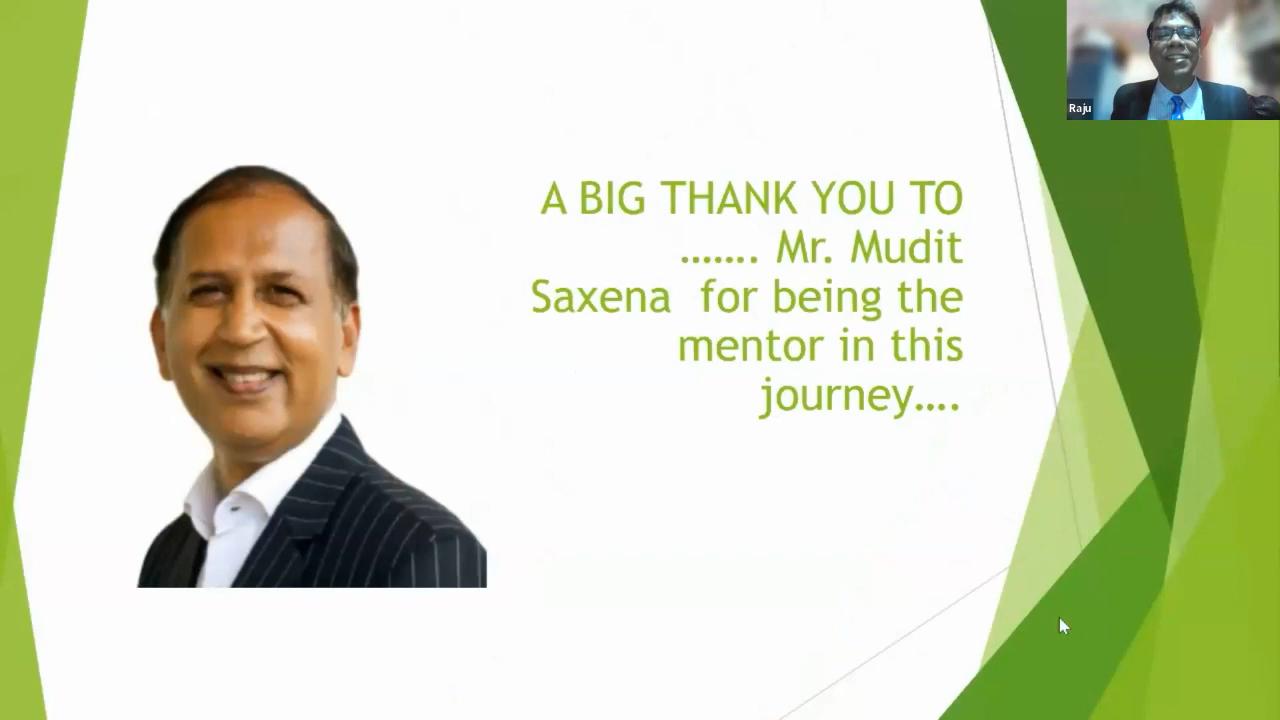 A BIG THANK YOU TO
....... Mr. Mudit
Saxena for being the
mentor in this
journey....
Raju